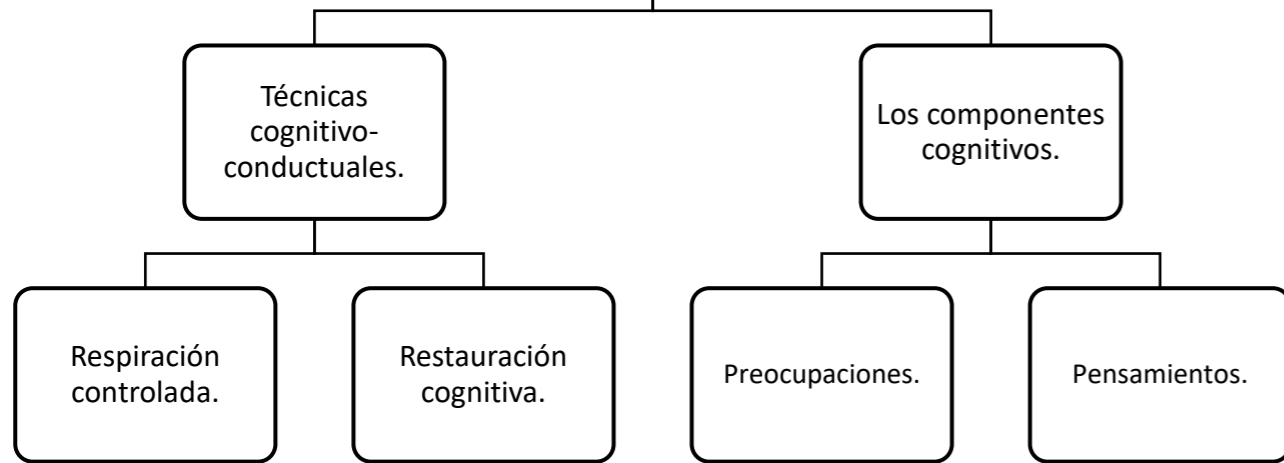 Técnicas
cognitivo-
conductuales.
Los componentes
cognitivos.
Respiración
controlada.
Restauración
cognitiva.
Preocupaciones.
Pensamientos.